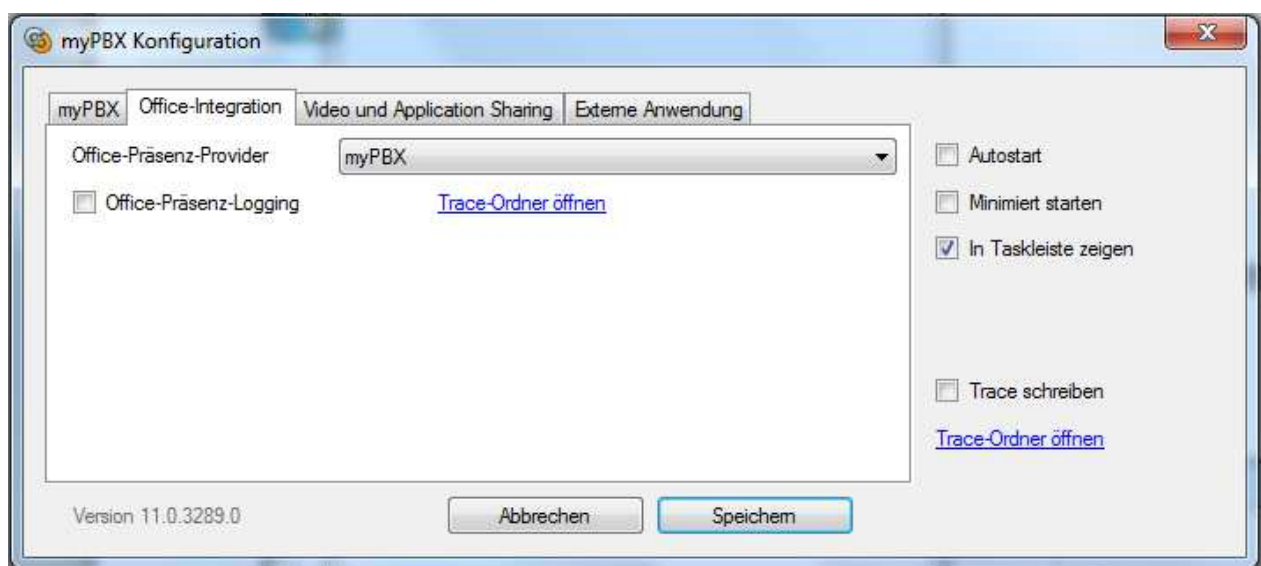 myPBX Konfiguration
myPBX Office-Integration Video und Application Sharing Externe Anwendung
Office-Präsenz-Provider myPBX Autostart
Office-Präsenz-Logging Trace-Ordner öffnen Minimiert starten
In Taskleiste zeigen
Trace schreiben
Trace-Ordner öffnen
Version 11.0.3289.0 Abbrechen Speichern